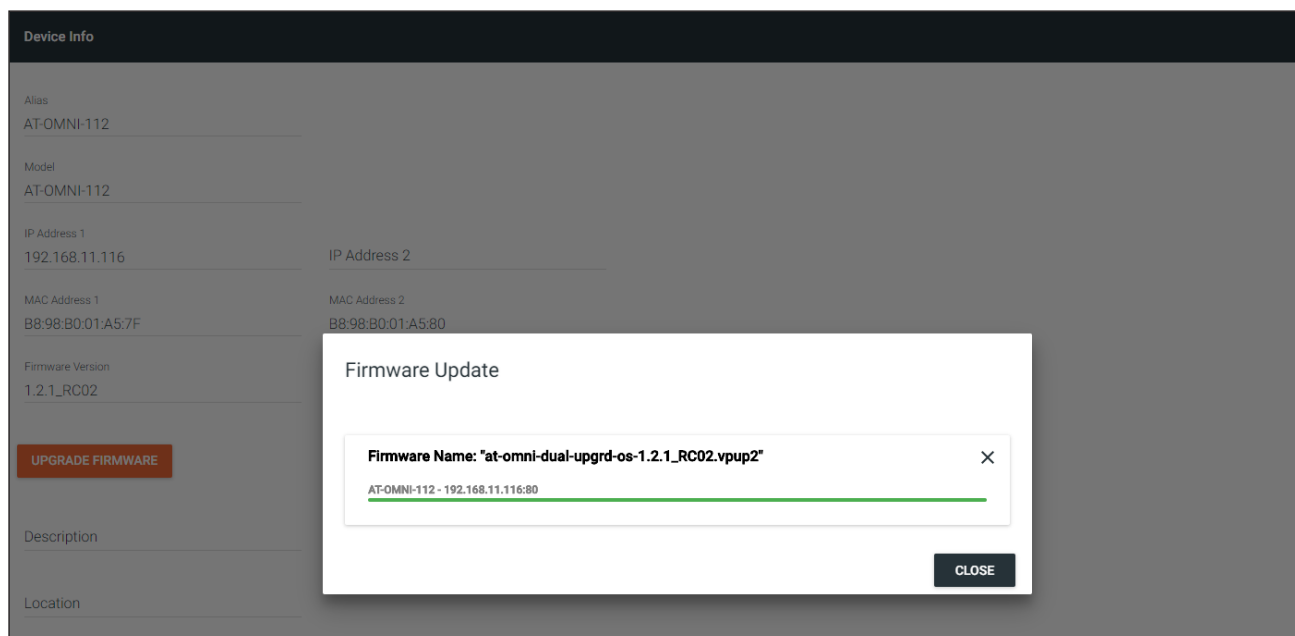 Device Info
Alias
AT-OMNI-112
Model
AT-OMNI-112
IP Address 1
192.168.11.116
IP Address 2
MAC Address 1
B8:98:B0:01:A5:7F
MAC Address 2
B8:98:B0:01:A5:80
Firmware Version
1.2.1_RC02
UPGRADE FIRMWARE
Description
Location
Firmware Update
Firmware Name: "at-omni-dual-upgrd-os-1.2.1_RC02.vpup2"
AT-OMNI-112 - 192.168.11.116:80
CLOSE